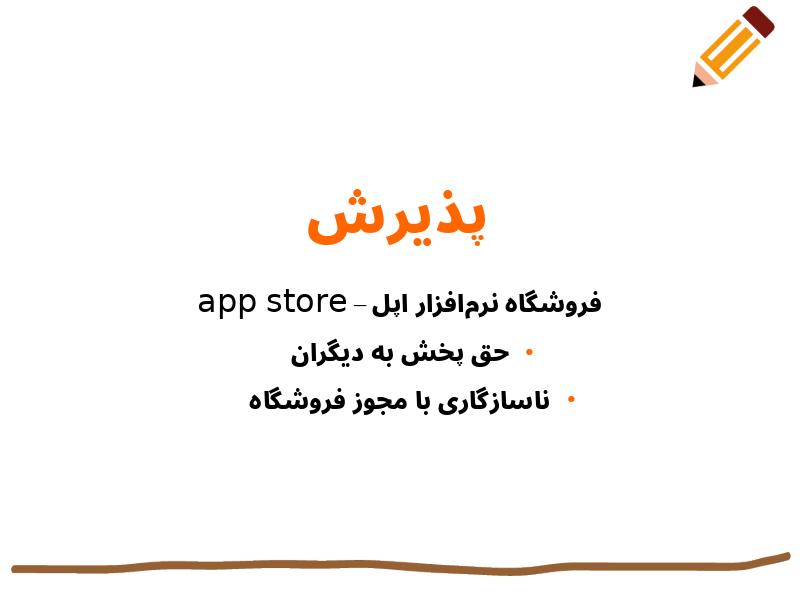 پذیرش
فروشگاه نرم‌افزار اپل – app store
• حق پخش به دیگران
• ناسازگاری با مجوز فروشگاه